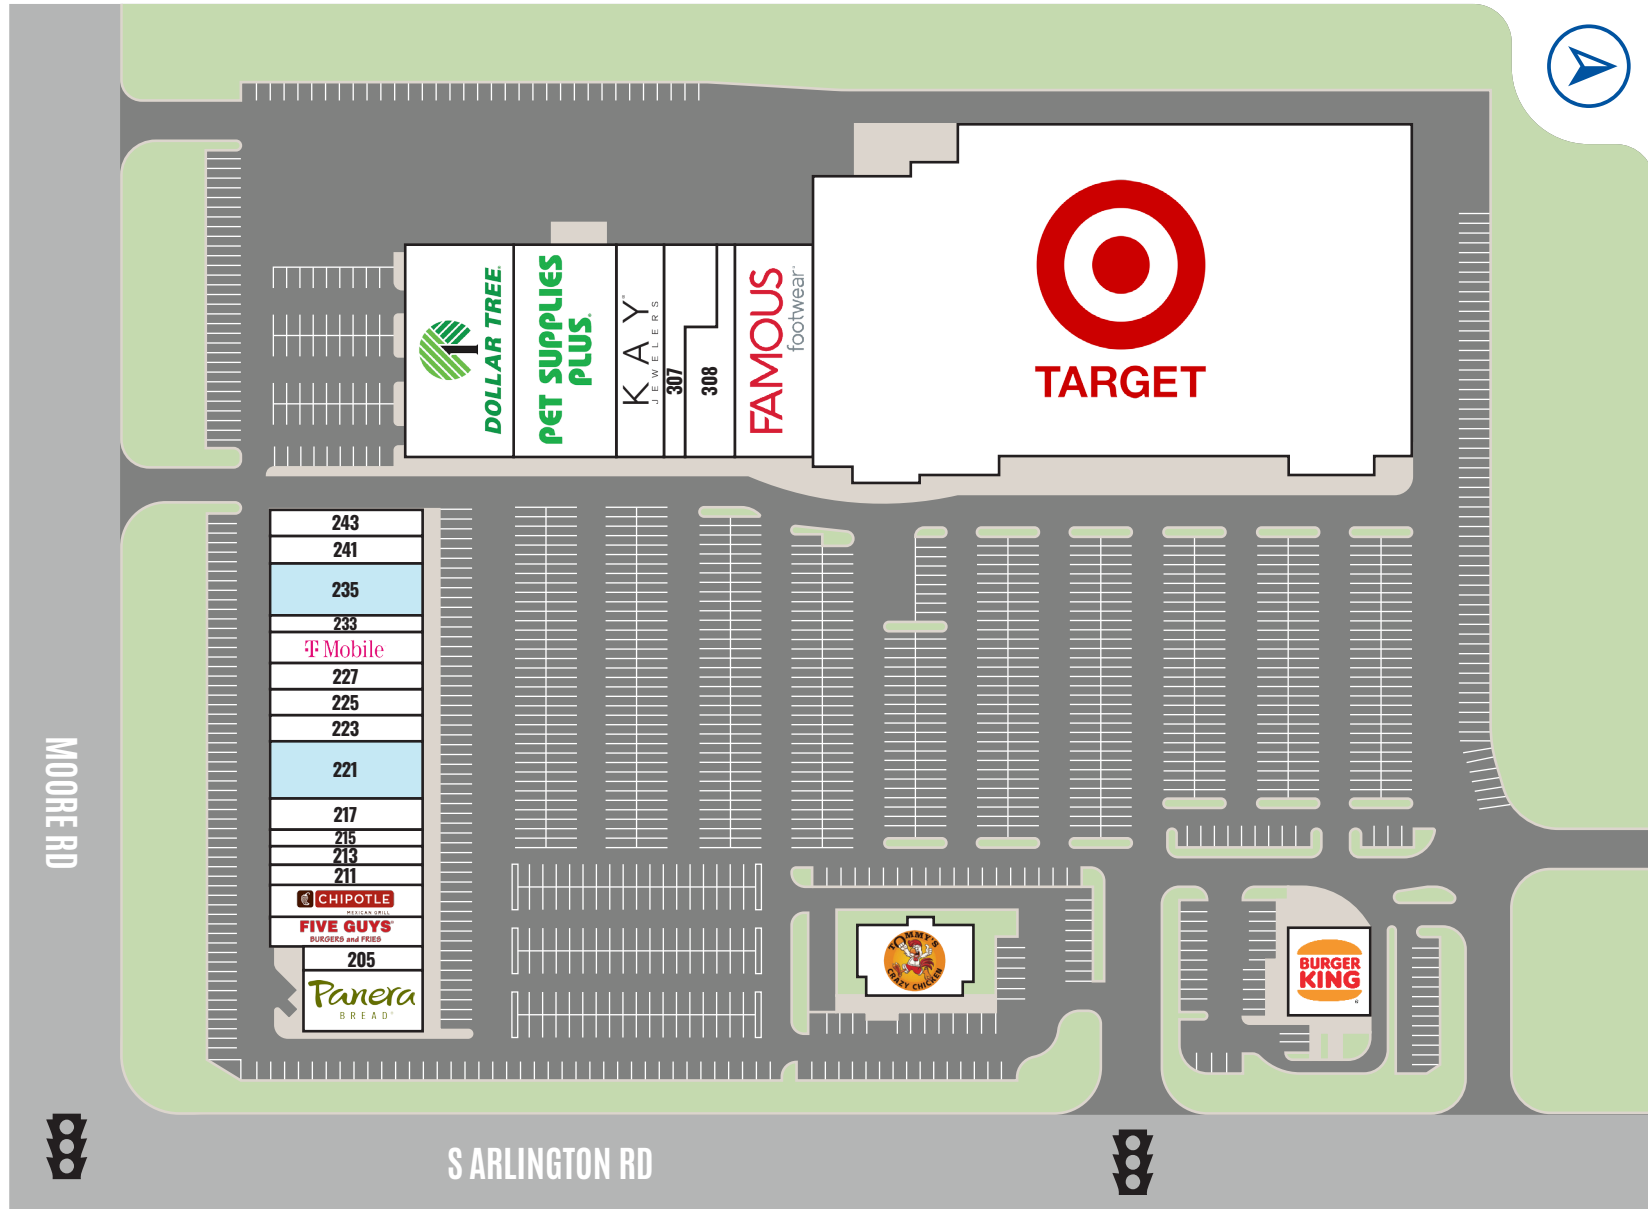 DOLLAR TREE®
PET SUPPLIES
PLUS®
KAY®
JEWELERS
307
308
FAMOUS
footwear®
TARGET
243
241
235
233
T Mobile
227
225
223
221
217
215
213
211
CHIPOTLE
MEXICAN GRILL
FIVE GUYS®
BURGERS and FRIES
205
Panera
BREAD®
TOMMY'S
CRAZY CHICKEN
BURGER
KING
®
MOORE RD
S ARLINGTON RD